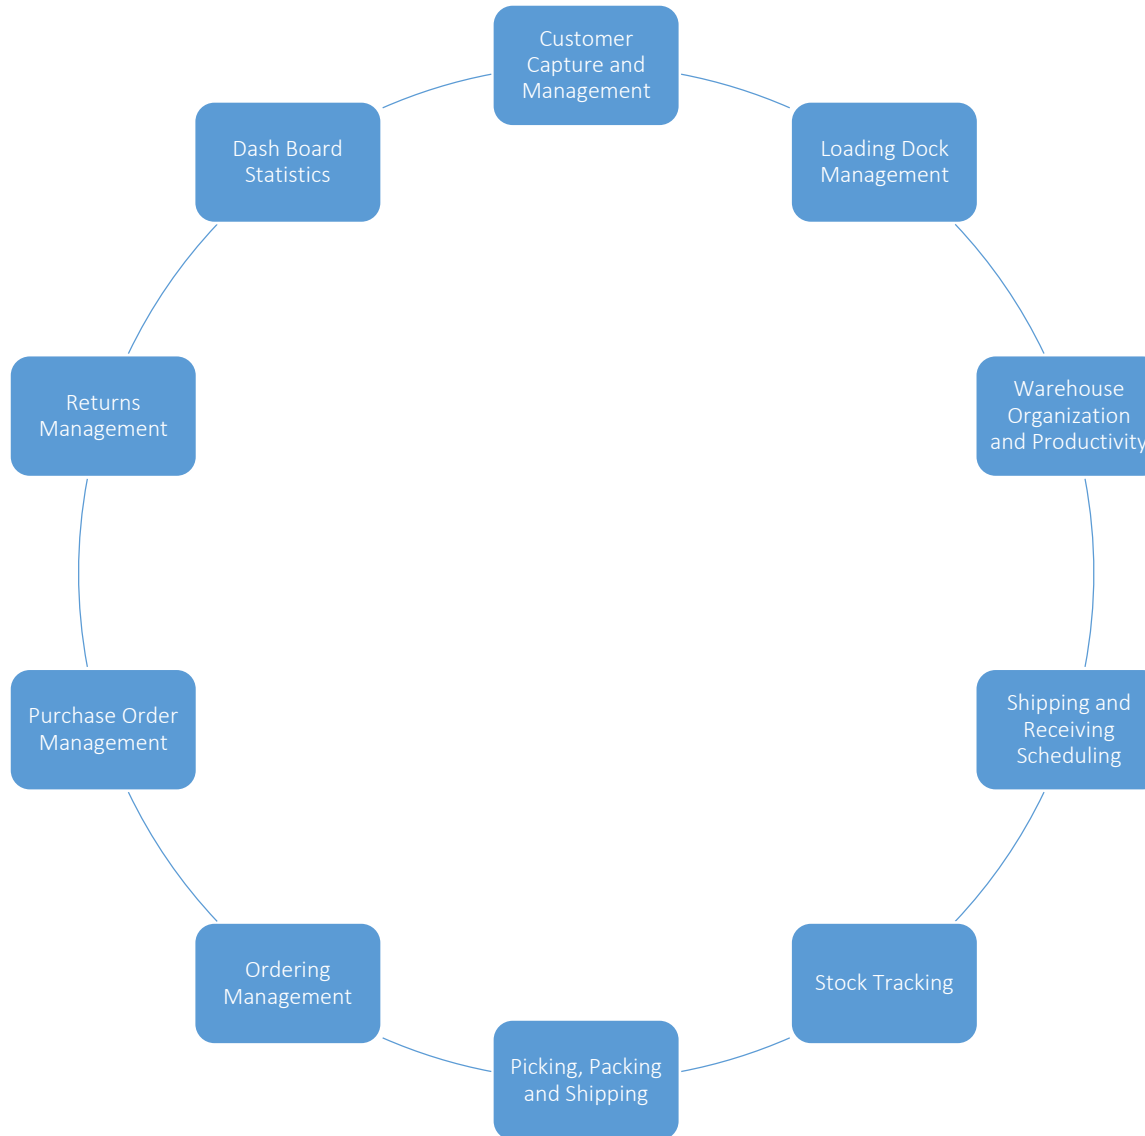 Customer
Capture and
Management
Loading Dock
Management
Warehouse
Organization
and Productivity
Shipping and
Receiving
Scheduling
Stock Tracking
Picking, Packing
and Shipping
Ordering
Management
Purchase Order
Management
Returns
Management
Dash Board
Statistics